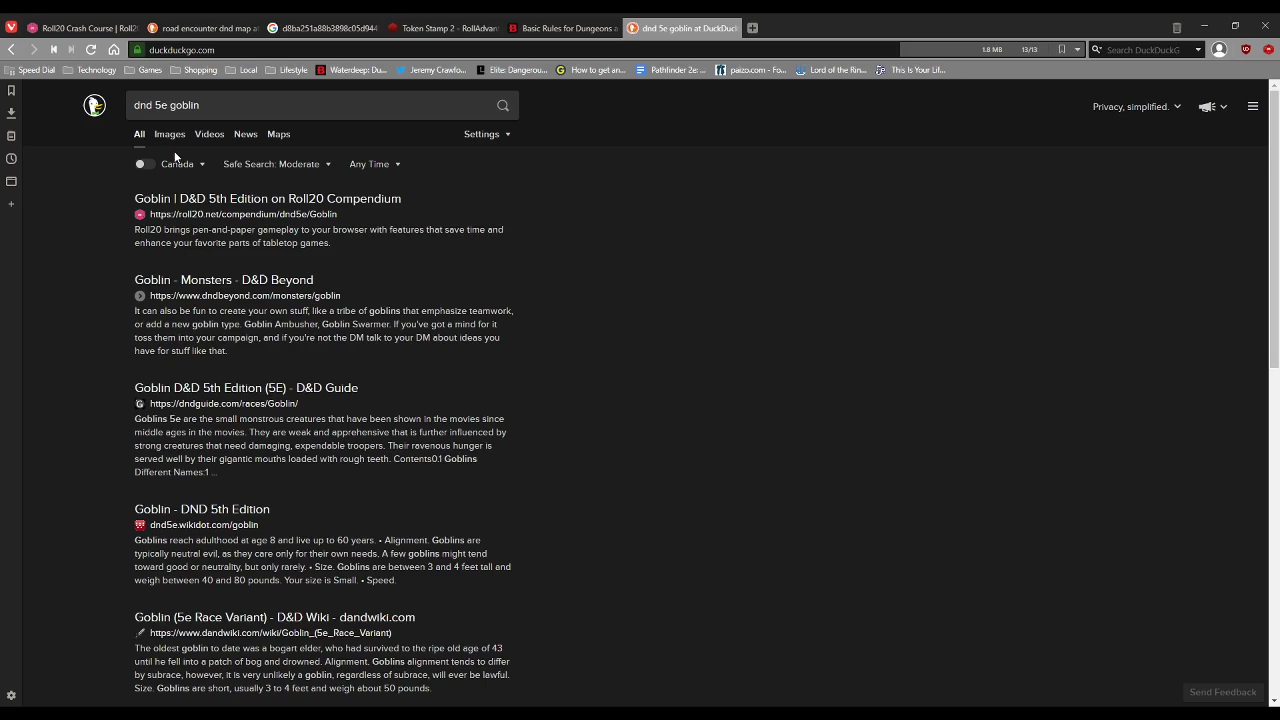 Roll20 Crash Course | Roll2
road encounter dnd map at
d8ba251a88b3898c05d944
Token Stamp 2 - RollAdvan
Basic Rules for Dungeons a
dnd 5e goblin at DuckDuck
duckduckgo.com
1.8 MB
13/13
Search DuckDuckG
Speed Dial
Technology
Games
Shopping
Local
Lifestyle
Waterdeep: Du...
Jeremy Crawfo...
Elite: Dangerou...
How to get an...
Pathfinder 2e: ...
paizo.com - Fo...
Lord of the Rin...
This Is Your Lif...
dnd 5e goblin
Privacy, simplified.
All Images Videos News Maps
Settings
Canada
Safe Search: Moderate
Any Time
Goblin | D&D 5th Edition on Roll20 Compendium
https://roll20.net/compendium/dnd5e/Goblin
Roll20 brings pen-and-paper gameplay to your browser with features that save time and
enhance your favorite parts of tabletop games.
Goblin - Monsters - D&D Beyond
https://www.dndbeyond.com/monsters/goblin
It can also be fun to create your own stuff, like a tribe of goblins that emphasize teamwork,
or add a new goblin type. Goblin Ambusher, Goblin Swarmer. If you've got a mind for it
toss them into your campaign, and if you're not the DM talk to your DM about ideas you
have for stuff like that.
Goblin D&D 5th Edition (5E) - D&D Guide
https://dndguide.com/races/Goblin/
Goblins 5e are the small monstrous creatures that have been shown in the movies since
middle ages in the movies. They are weak and apprehensive that is further influenced by
strong creatures that need damaging, expendable troopers. Their ravenous hunger is
served well by their gigantic mouths loaded with rough teeth. Contents0.1 Goblins
Different Names:1 ...
Goblin - DND 5th Edition
dnd5e.wikidot.com/goblin
Goblins reach adulthood at age 8 and live up to 60 years. • Alignment. Goblins are
typically neutral evil, as they care only for their own needs. A few goblins might tend
toward good or neutrality, but only rarely. • Size. Goblins are between 3 and 4 feet tall and
weigh between 40 and 80 pounds. Your size is Small. • Speed.
Goblin (5e Race Variant) - D&D Wiki - dandwiki.com
https://www.dandwiki.com/wiki/Goblin_(5e_Race_Variant)
The oldest goblin to date was a bogart elder, who had survived to the ripe old age of 43
until he fell into a patch of bog and drowned. Alignment. Goblins alignment tends to differ
by subrace, however, it is very unlikely a goblin, regardless of subrace, will ever be lawful.
Size. Goblins are short, usually 3 to 4 feet and weigh about 50 pounds.
Send Feedback